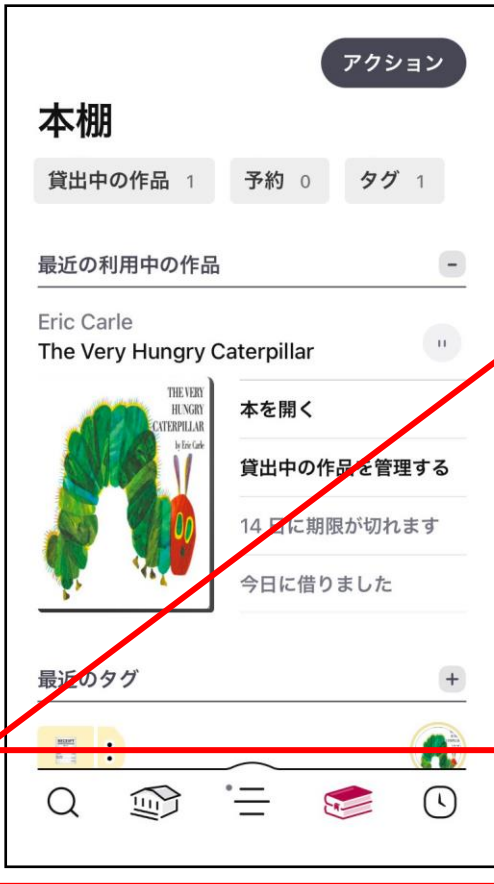 アクション
本棚
貸出中の作品 1 予約 0 タグ 1
最近の利用中の作品 -
Eric Carle
The Very Hungry Caterpillar
THE VERY
HUNGRY
CATERPILLAR
by Eric Carle
本を開く
貸出中の作品を管理する
14 日に期限が切れます
今日に借りました
最近のタグ +